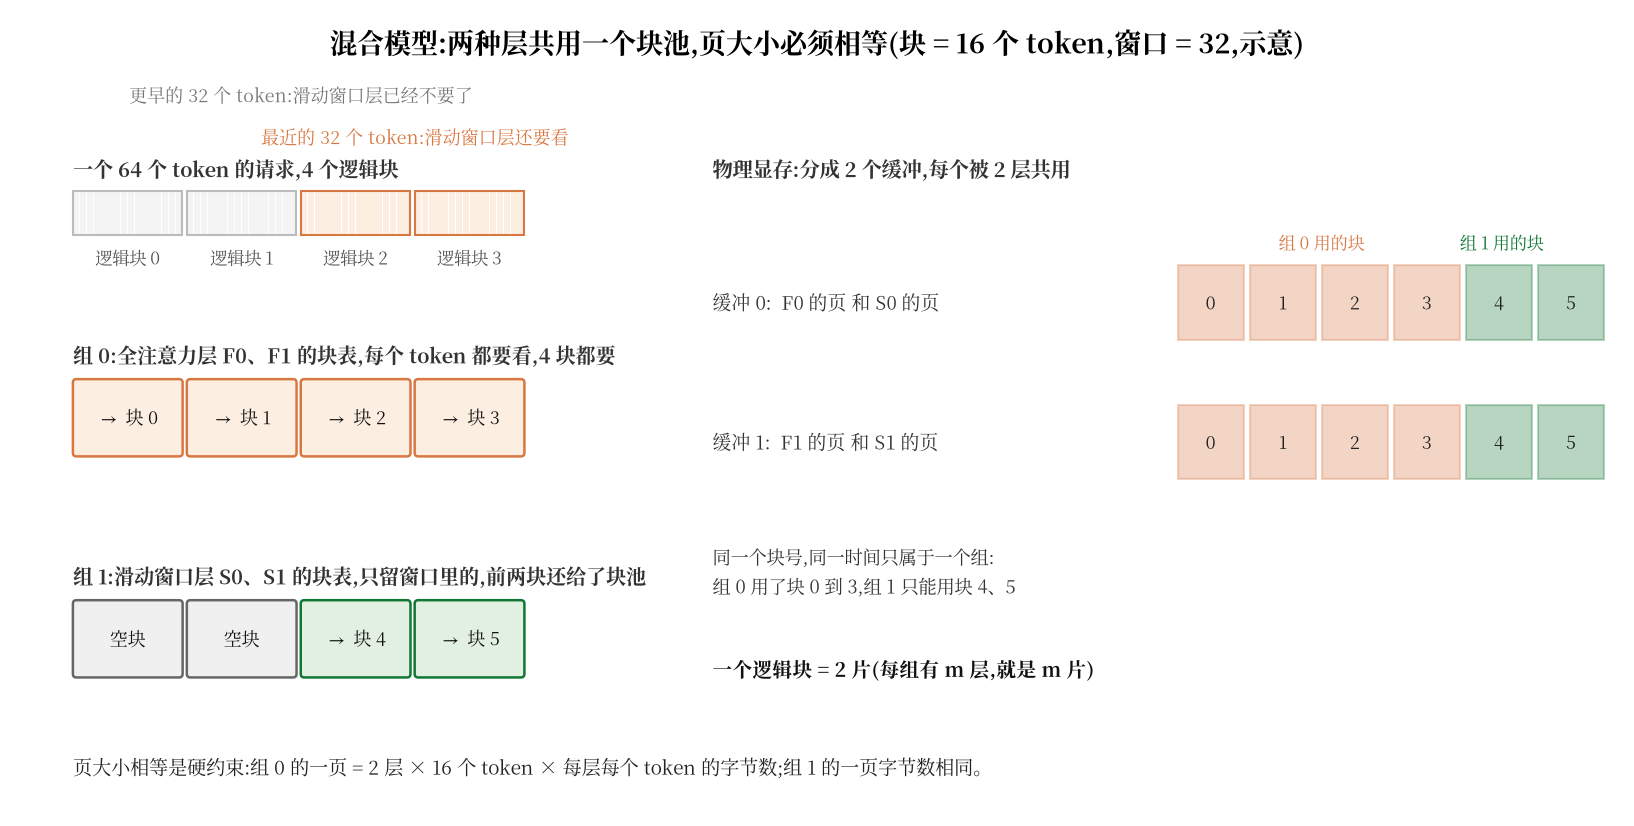 混合模型:两种层共用一个块池,页大小必须相等(块 = 16 个 token,窗口 = 32,示意)
更早的 32 个 token:滑动窗口层已经不要了
最近的 32 个 token:滑动窗口层还要看
一个 64 个 token 的请求,4 个逻辑块
逻辑块 0 逻辑块 1 逻辑块 2 逻辑块 3
组 0:全注意力层 F0、F1 的块表,每个 token 都要看,4 块都要
→ 块 0 → 块 1 → 块 2 → 块 3
组 1:滑动窗口层 S0、S1 的块表,只留窗口里的,前两块还给了块池
空块 空块 → 块 4 → 块 5
物理显存:分成 2 个缓冲,每个被 2 层共用
组 0 用的块 组 1 用的块
缓冲 0: F0 的页 和 S0 的页 0 1 2 3 4 5
缓冲 1: F1 的页 和 S1 的页 0 1 2 3 4 5
同一个块号,同一时间只属于一个组:
组 0 用了块 0 到 3,组 1 只能用块 4、5
一个逻辑块 = 2 片(每组有 m 层,就是 m 片)
页大小相等是硬约束:组 0 的一页 = 2 层 × 16 个 token × 每层每个 token 的字节数;组 1 的一页字节数相同。